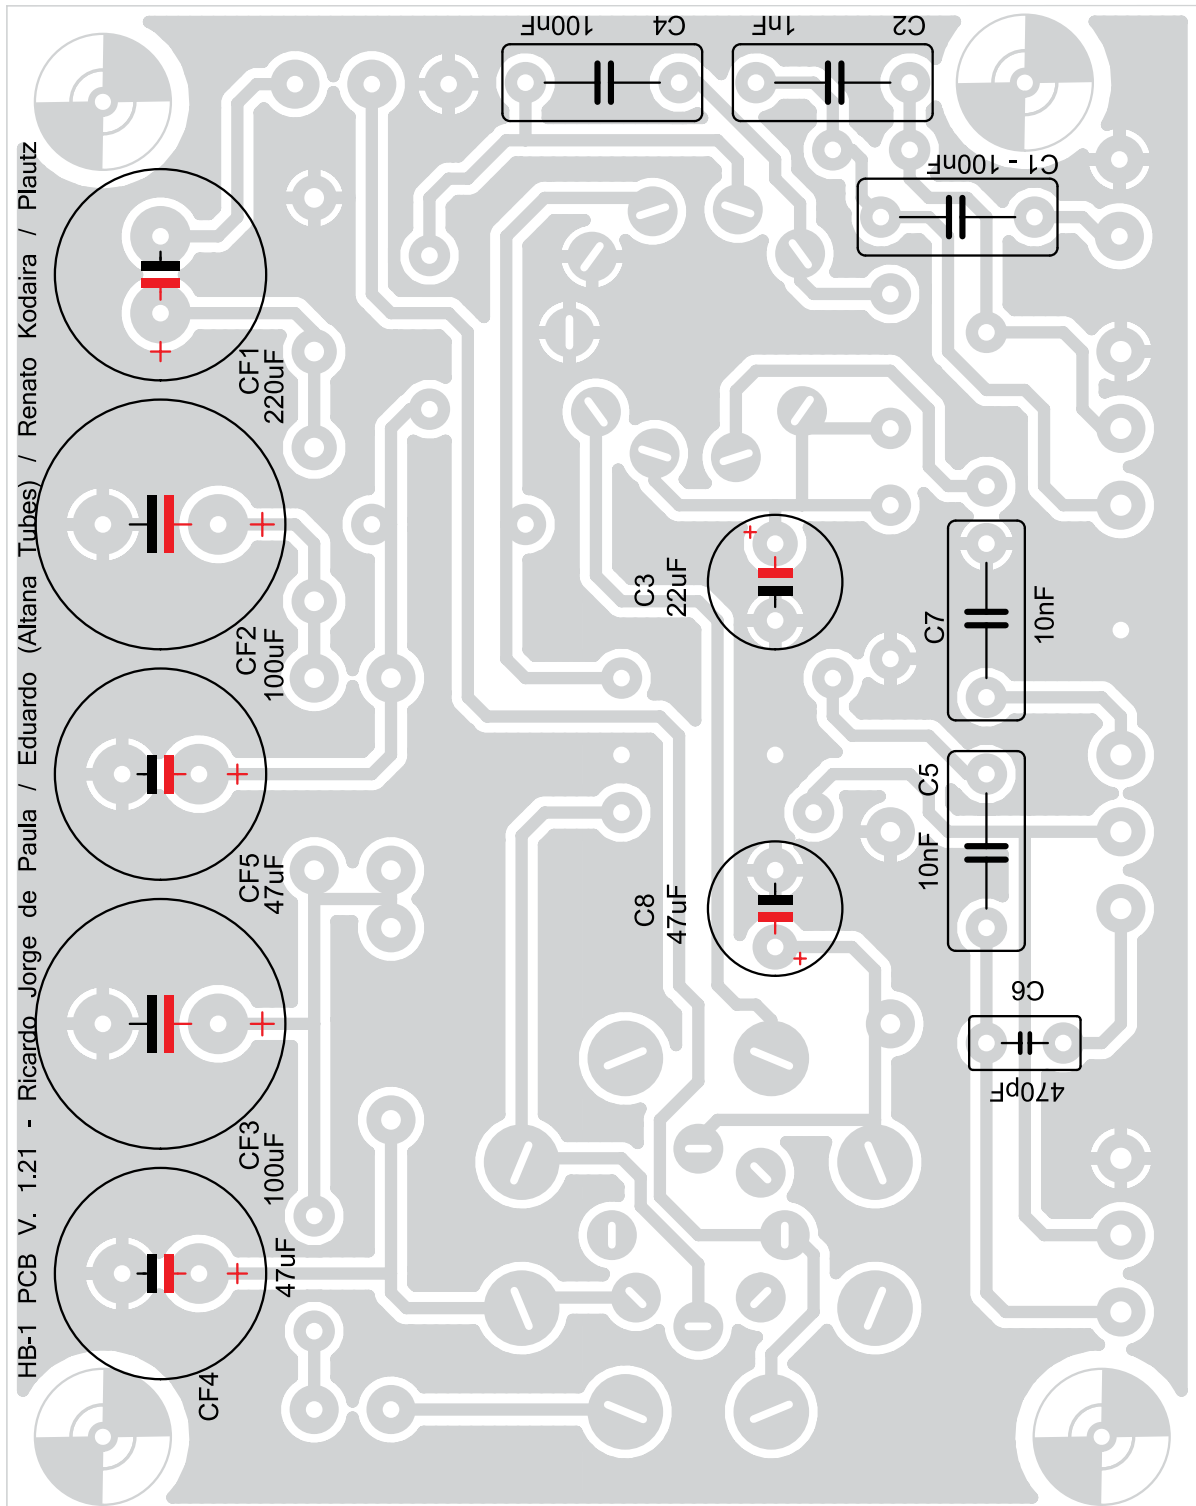 100nF
C4
1nF
C2
C1 - 100nF
HB-1 PCB V. 1.21 - Ricardo Jorge de Paula / Eduardo (Altana Tubes) / Renato Kodaira / Plautz
+
CF1
220uF
+
CF2
100uF
+
C3
22uF
C7
10nF
+
CF5
47uF
C5
10nF
C8
47uF
+
C6
470pF
+
CF3
100uF
+
47uF
CF4